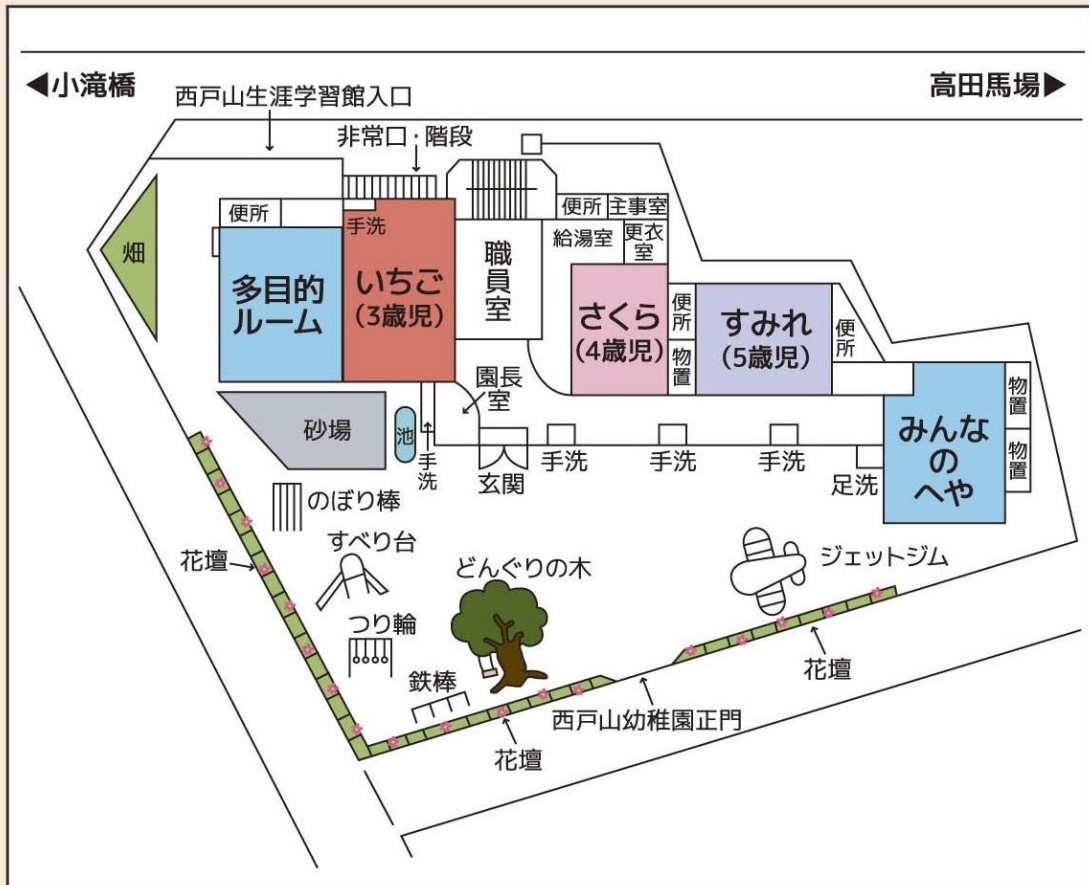 ◀小滝橋
高田馬場▶
西戸山生涯学習館入口
非常口・階段
便所
手洗
畑
多目的
ルーム
いちご
(3歳児)
職
員
室
便所
主事室
給湯室
更衣
室
さくら
(4歳児)
便所
物置
すみれ
(5歳児)
便所
みんな
の
へや
物置
物置
園長
室
砂場
池
手洗
玄関
手洗
手洗
手洗
足洗
のぼり棒
すべり台
花壇
つり輪
鉄棒
どんぐりの木
ジェットジム
花壇
西戸山幼稚園正門
花壇